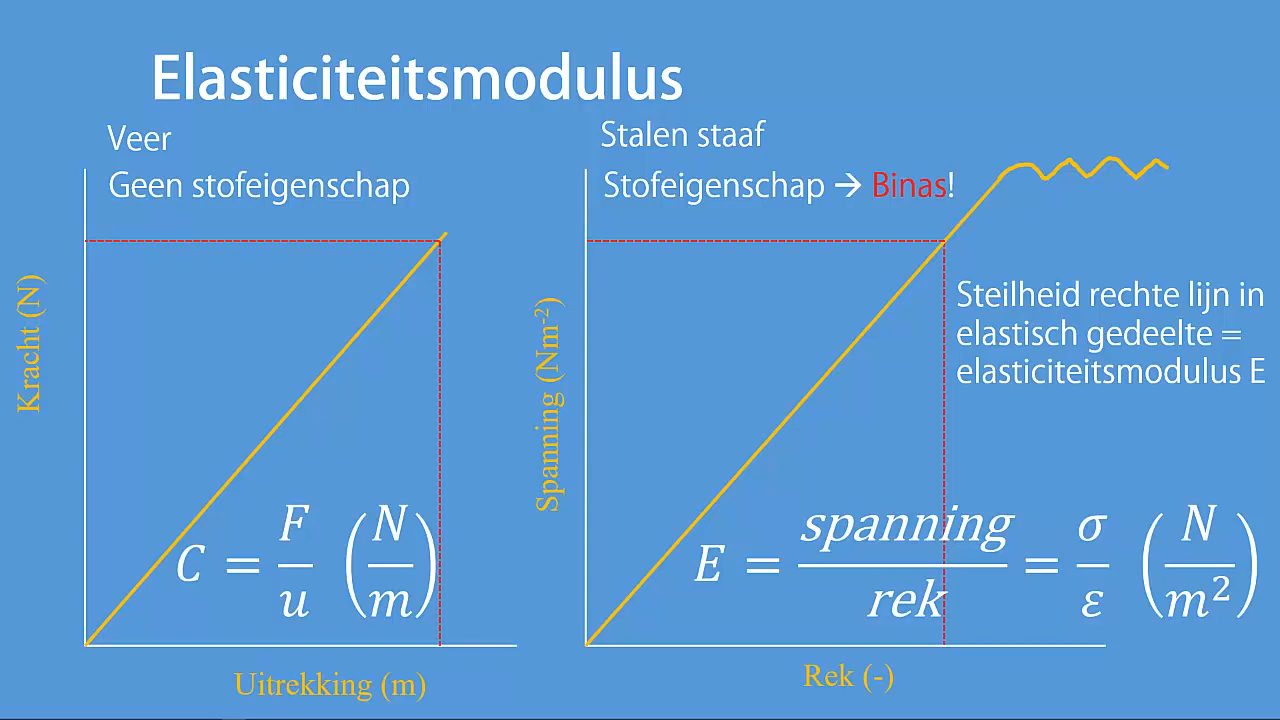 Elasticiteitsmodulus
Veer
Geen stofeigenschap
Kracht (N)
C = F/u (N/m)
Uitrekking (m)
Stalen staaf
Stofeigenschap → Binas!
Spanning (Nm⁻²)
Steilheid rechte lijn in
elastisch gedeelte =
elasticiteitsmodulus E
E = spanning/rek = σ/ε (N/m²)
Rek (-)